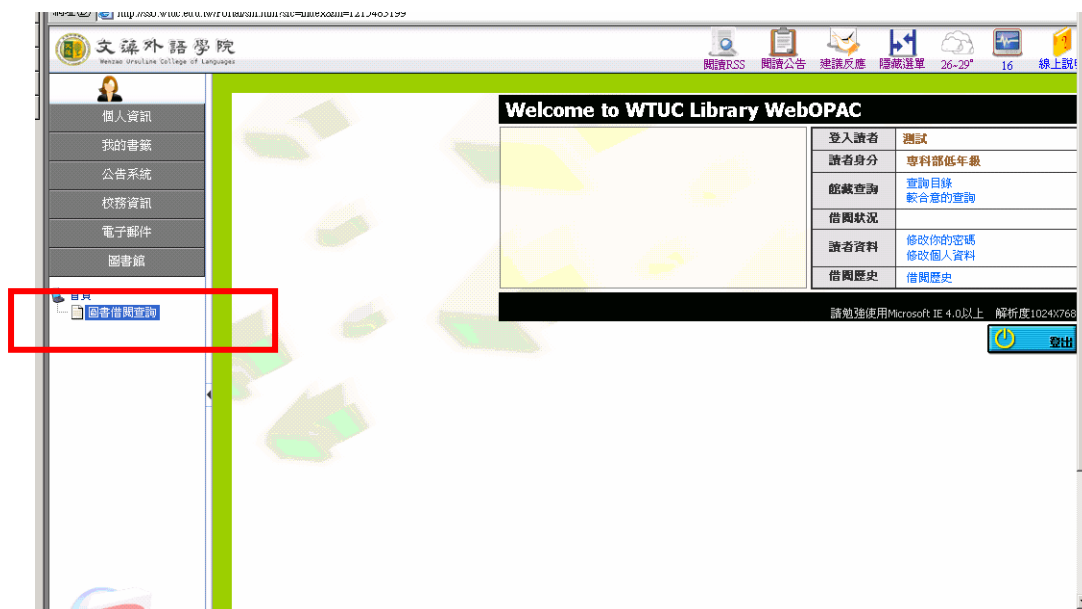 文藻外語學院
Wenzao Ursuline College of Languages
閱讀RSS
閱讀公告
建議反應
隱藏選單
26~29°
16
線上說
個人資訊
我的書籤
公告系統
校務資訊
電子郵件
圖書館
首頁
圖書借閱查詢
Welcome to WTUC Library WebOPAC
登入讀者 測試
讀者身分 專科部低年級
館藏查詢 查詢目錄
較合意的查詢
借閱狀況
讀者資料 修改你的密碼
修改個人資料
借閱歷史 借閱歷史
請勉強使用Microsoft IE 4.0以上 解析度1024X768
登出